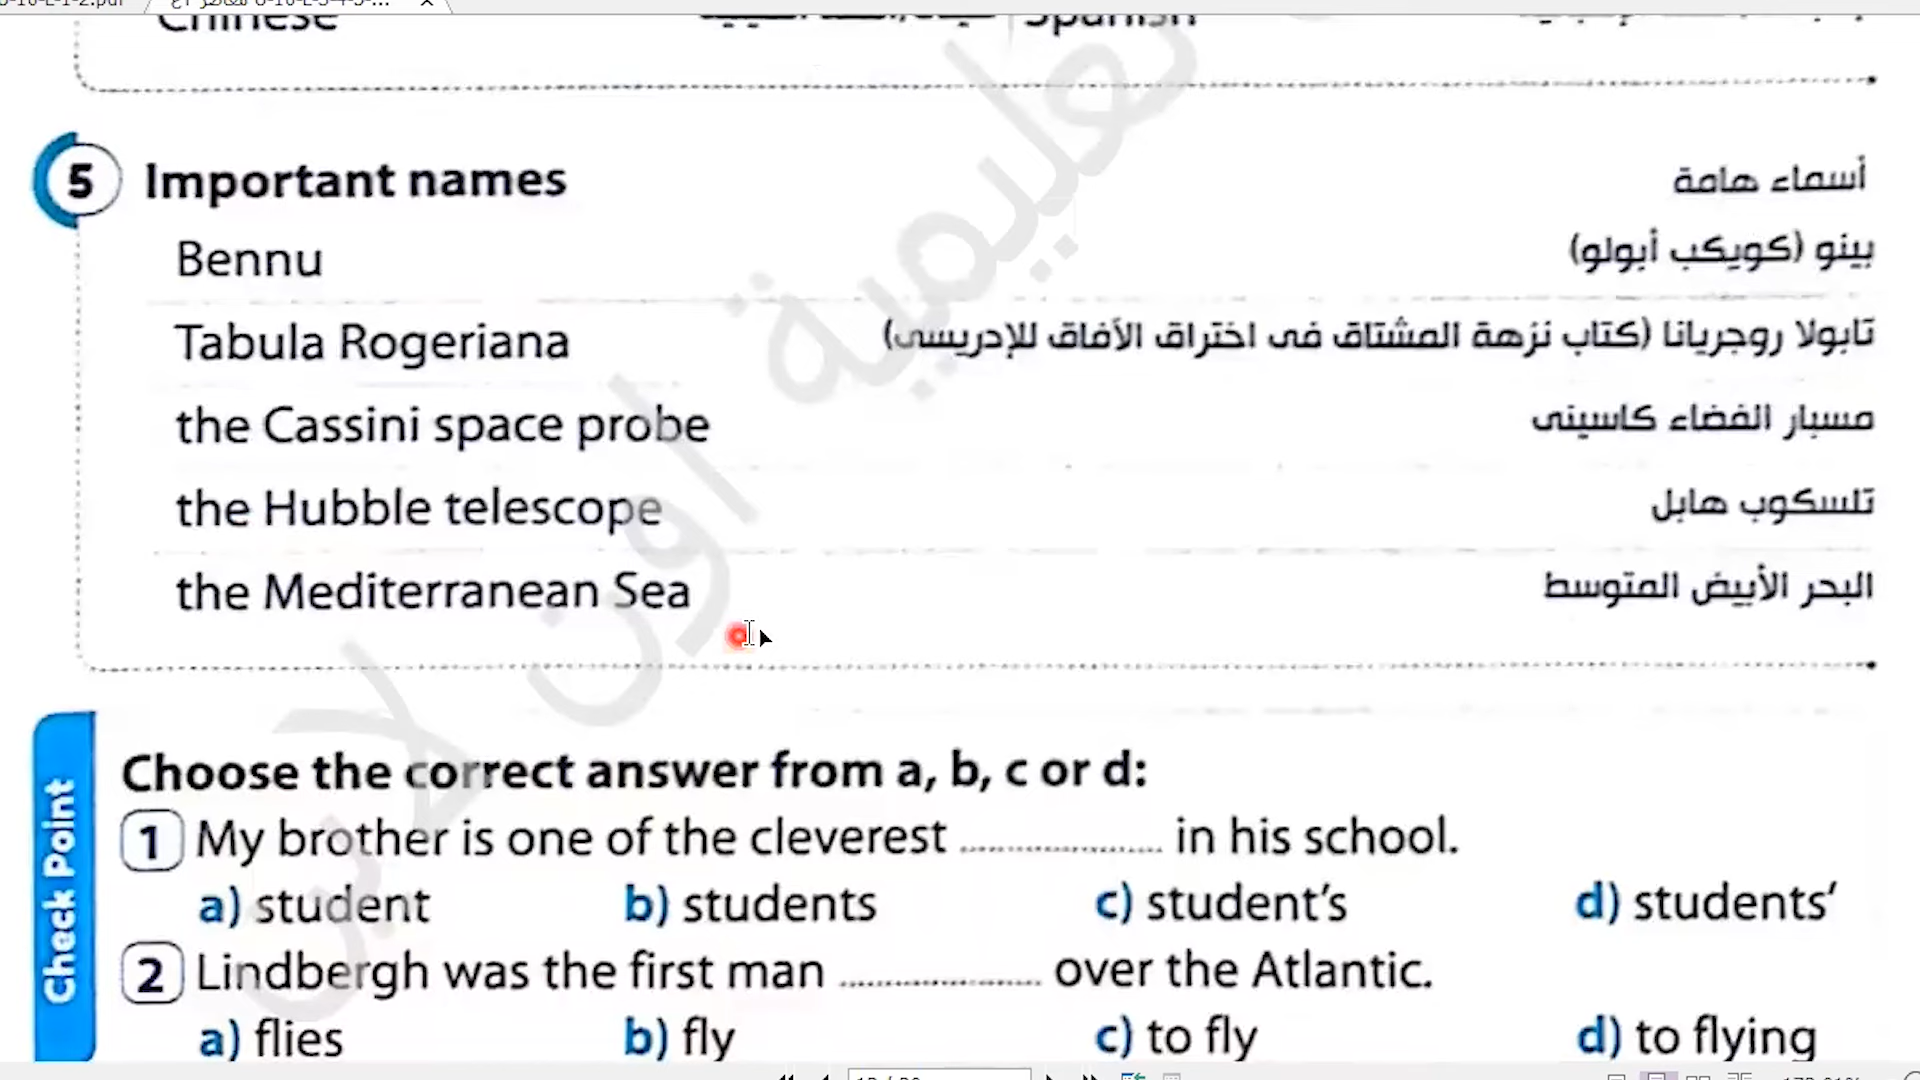 Chinese
Spanish
5 Important names أسماء هامة
Bennu بينو (كويكب أبولو)
Tabula Rogeriana تابولا روجريانا (كتاب نزهة المشتاق فى اختراق الأفاق للإدريسى)
the Cassini space probe مسبار الفضاء كاسينى
the Hubble telescope تلسكوب هابل
the Mediterranean Sea البحر الأبيض المتوسط
Check Point
Choose the correct answer from a, b, c or d:
1 My brother is one of the cleverest .................... in his school.
a) student b) students c) student's d) students'
2 Lindbergh was the first man .................... over the Atlantic.
a) flies b) fly c) to fly d) to flying